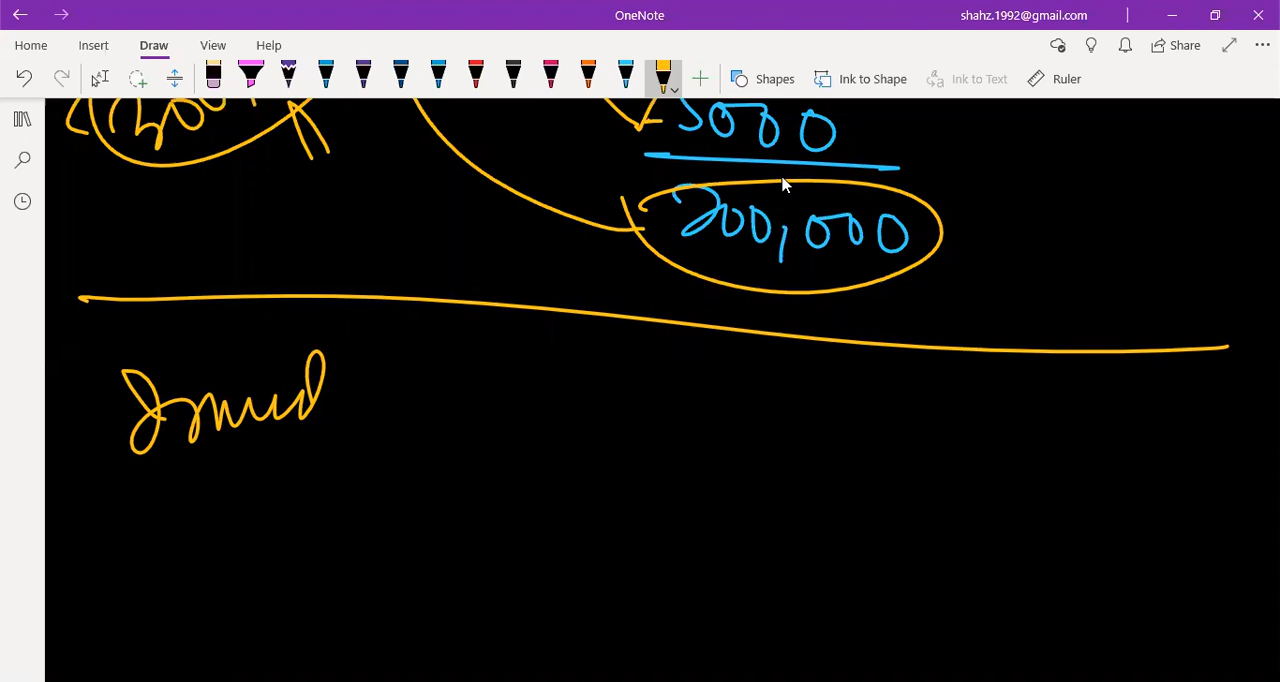 OneNote
shahz.1992@gmail.com
Home Insert Draw View Help
Share
Shapes Ink to Shape Ink to Text Ruler
5000
200,000